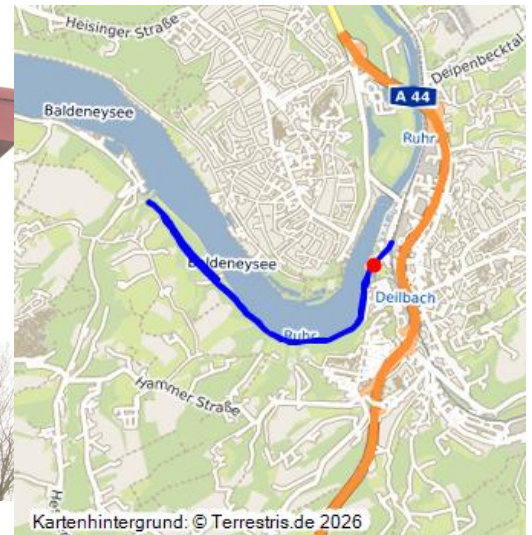 Heisinger Straße
Deipenbecktal
Baldeneysee
A 44
Ruhr
Baldeneysee
Deilbach
Ruhr
Hammer Straße
Kartenhintergrund: © Terrestris.de 2026